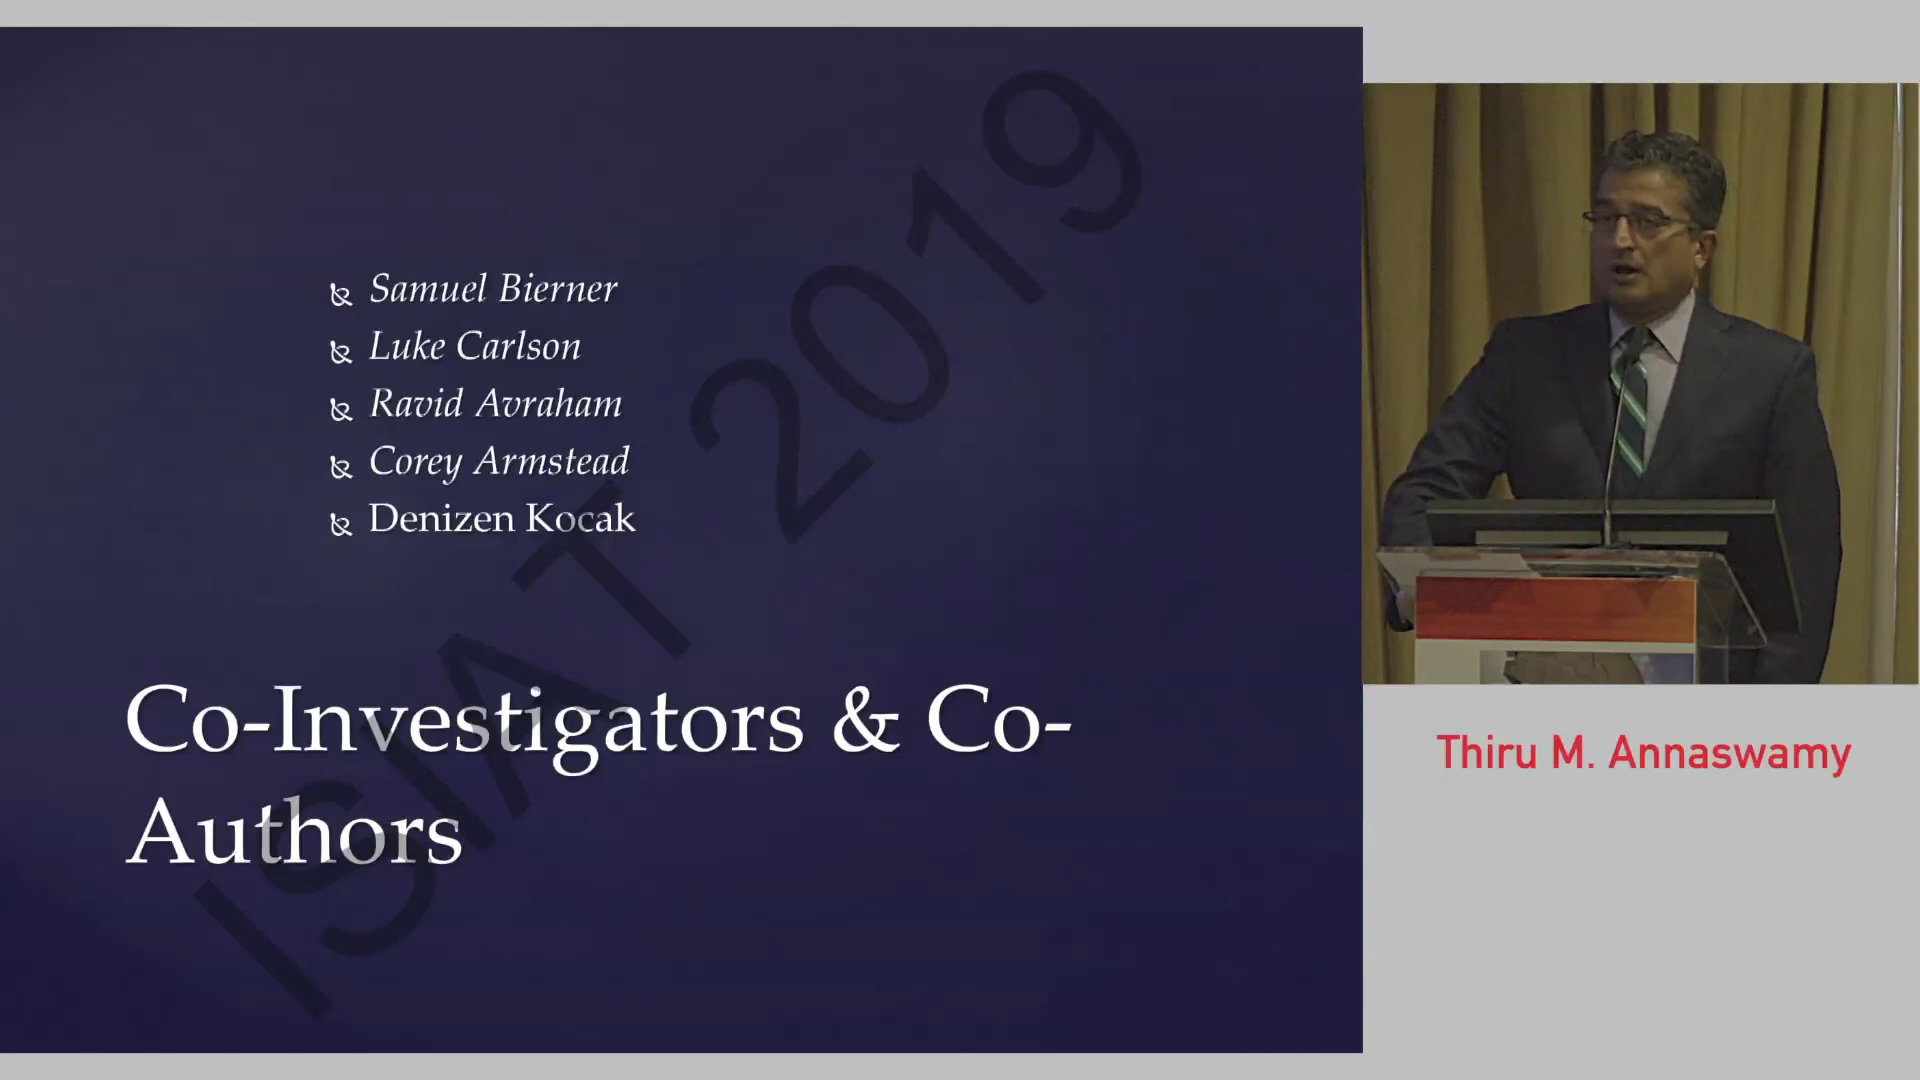 Samuel Bierner
Luke Carlson
Ravid Avraham
Corey Armstead
Denizen Kocak
Co-Investigators & Co-
Authors
ISIAT 2019
Thiru M. Annaswamy